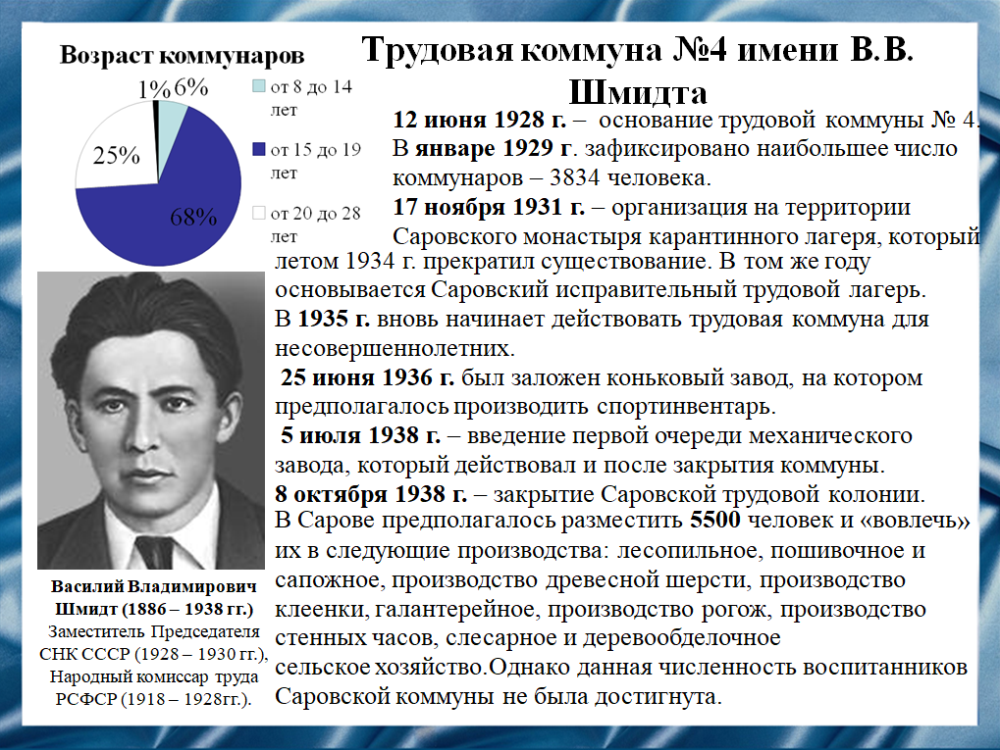 Трудовая коммуна №4 имени В.В.
Шмидта
Возраст коммунаров
1% 6%
25%
68%
от 8 до 14
лет
от 15 до 19
лет
от 20 до 28
лет
12 июня 1928 г. – основание трудовой коммуны № 4.
В январе 1929 г. зафиксировано наибольшее число
коммунаров – 3834 человека.
17 ноября 1931 г. – организация на территории
Саровского монастыря карантинного лагеря, который
летом 1934 г. прекратил существование. В том же году
основывается Саровский исправительный трудовой лагерь.
В 1935 г. вновь начинает действовать трудовая коммуна для
несовершеннолетних.
25 июня 1936 г. был заложен коньковый завод, на котором
предполагалось производить спортинвентарь.
5 июля 1938 г. – введение первой очереди механического
завода, который действовал и после закрытия коммуны.
8 октября 1938 г. – закрытие Саровской трудовой колонии.
В Сарове предполагалось разместить 5500 человек и «вовлечь»
их в следующие производства: лесопильное, пошивочное и
сапожное, производство древесной шерсти, производство
клеенки, галантерейное, производство рогож, производство
стенных часов, слесарное и деревообделочное
сельское хозяйство.Однако данная численность воспитанников
Саровской коммуны не была достигнута.
Василий Владимирович
Шмидт (1886 – 1938 гг.)
Заместитель Председателя
СНК СССР (1928 – 1930 гг.),
Народный комиссар труда
РСФСР (1918 – 1928гг.).